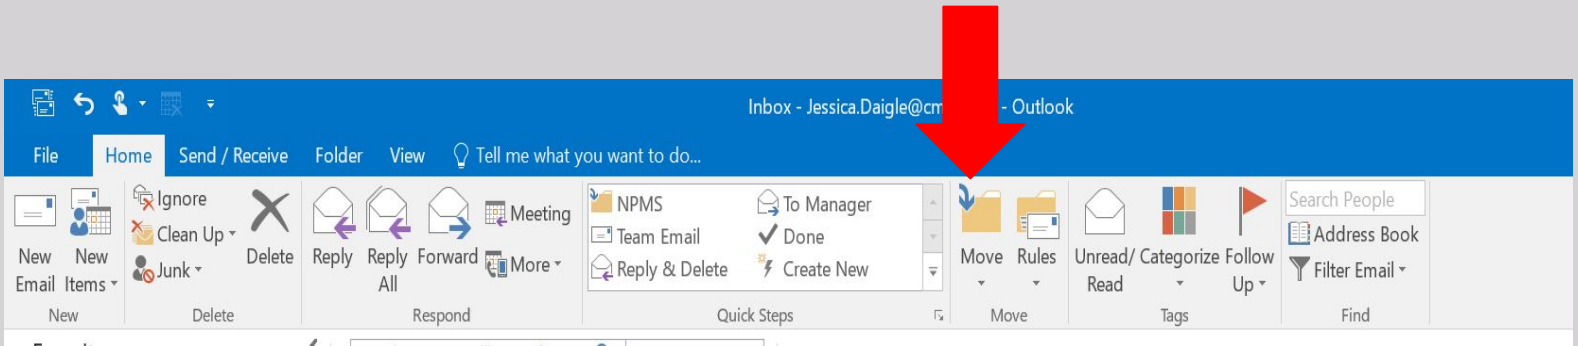 Inbox - Jessica.Daigle@cm - Outlook
File Home Send / Receive Folder View Tell me what you want to do...
New Email
New Items
Ignore
Clean Up
Junk
Delete
Reply
Reply All
Forward
Meeting
More
NPMS
Team Email
Reply & Delete
To Manager
Done
Create New
Move
Rules
Unread/ Read
Categorize
Follow Up
Search People
Address Book
Filter Email
New Delete Respond Quick Steps Move Tags Find